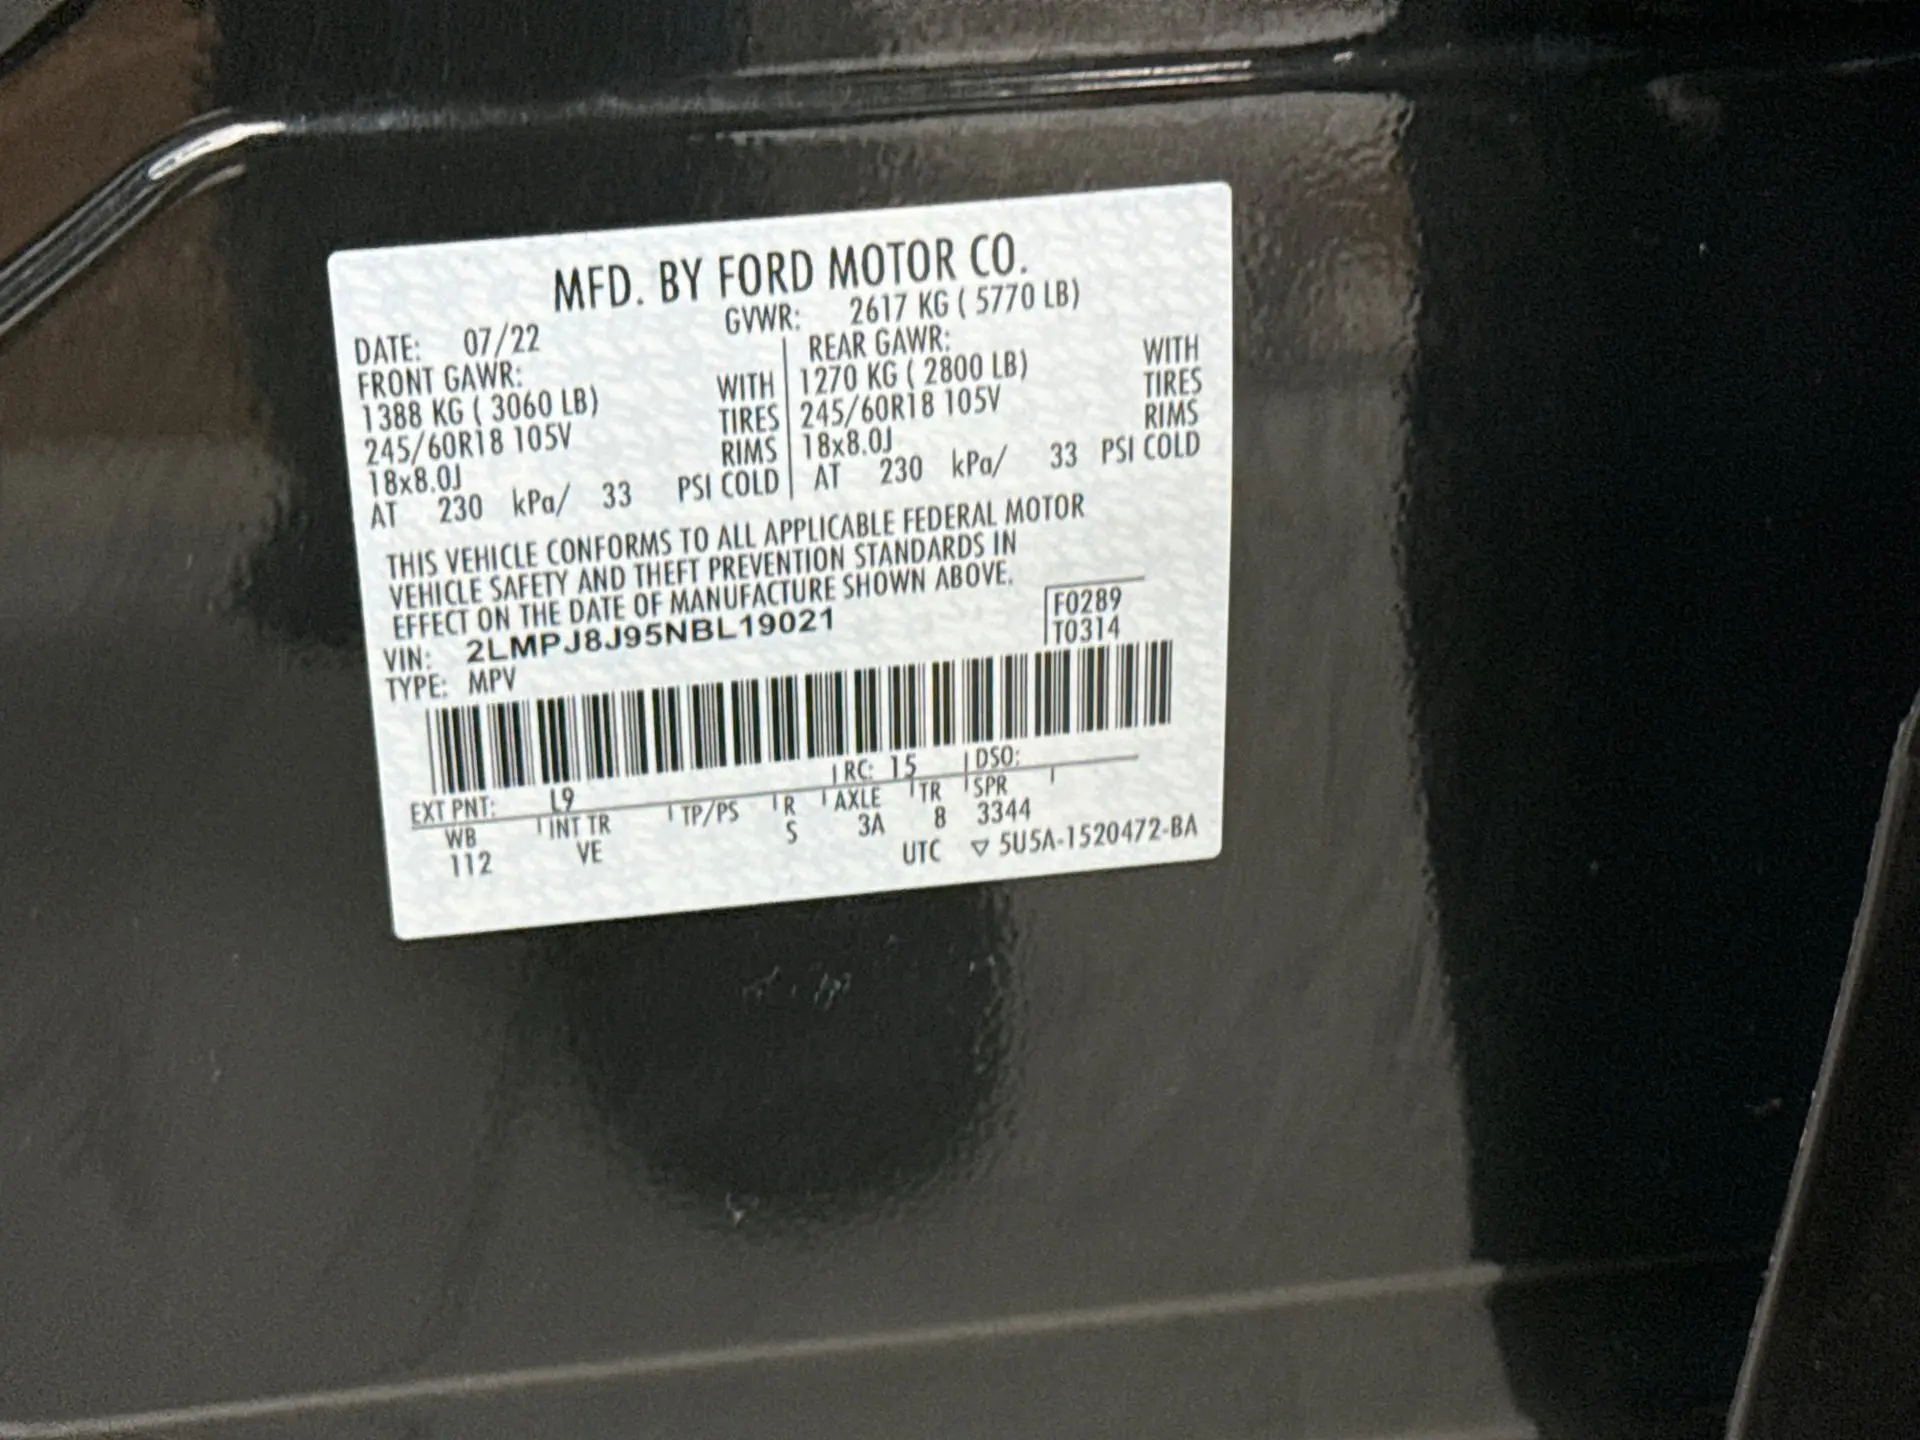 MFD. BY FORD MOTOR CO.
DATE: 07/22 GVWR: 2617 KG ( 5770 LB)
FRONT GAWR: REAR GAWR:
1388 KG ( 3060 LB) WITH 1270 KG ( 2800 LB) WITH
245/60R18 105V TIRES 245/60R18 105V TIRES
18x8.0J RIMS 18x8.0J RIMS
AT 230 kPa/ 33 PSI COLD AT 230 kPa/ 33 PSI COLD
THIS VEHICLE CONFORMS TO ALL APPLICABLE FEDERAL MOTOR
VEHICLE SAFETY AND THEFT PREVENTION STANDARDS IN
EFFECT ON THE DATE OF MANUFACTURE SHOWN ABOVE.
VIN: 2LMPJ8J95NBL19021 F0289
TYPE: MPV T0314
EXT PNT: L9 RC: 15 DSO:
WB INT TR TP/PS R AXLE TR SPR
112 VE S 3A 8 3344
UTC ▽ 5U5A-1520472-BA